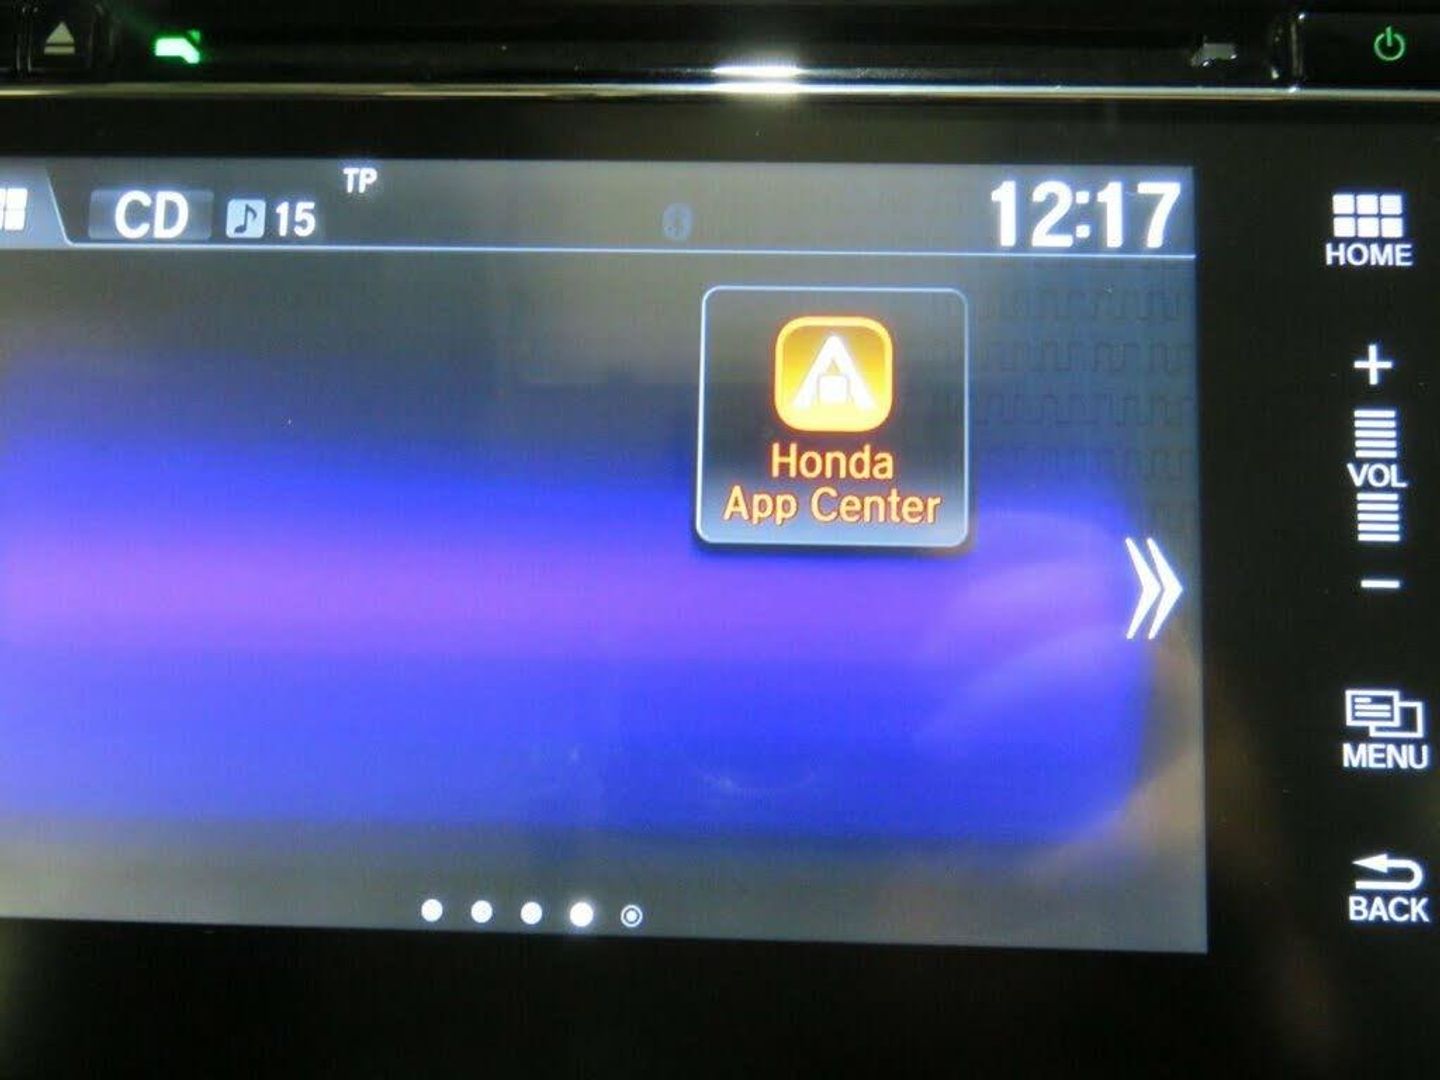 TP
CD
15
12:17
HOME
Honda
App Center
+
VOL
-
MENU
BACK